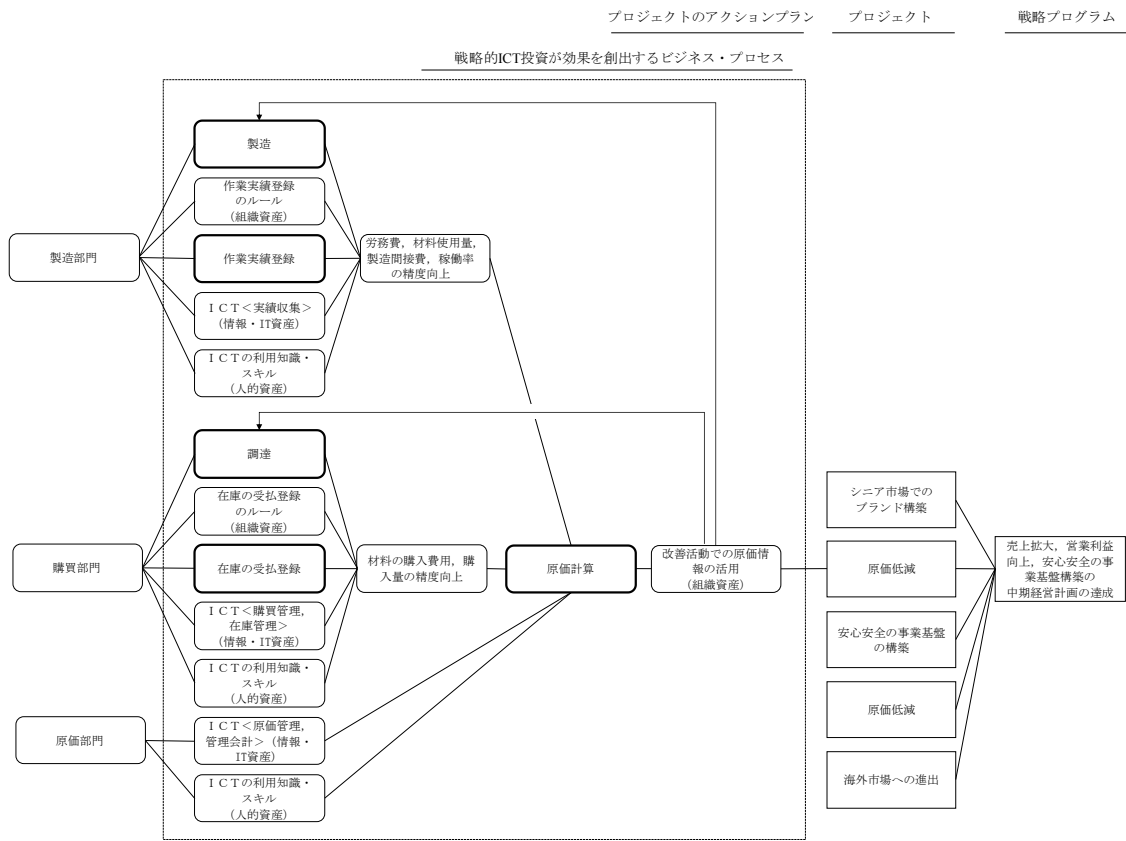 プロジェクトのアクションプラン
プロジェクト
戦略プログラム
戦略的ICT投資が効果を創出するビジネス・プロセス
製造
作業実績登録
のルール
(組織資産)
製造部門
作業実績登録
労務費，材料使用量，
製造間接費，稼働率
の精度向上
ＩＣＴ＜実績収集＞
(情報・IT資産)
ＩＣＴの利用知識・
スキル
(人的資産)
調達
在庫の受払登録
のルール
(組織資産)
購買部門
在庫の受払登録
材料の購入費用，購
入量の精度向上
原価計算
改善活動での原価情
報の活用
(組織資産)
ＩＣＴ＜購買管理，
在庫管理＞
(情報・IT資産)
ＩＣＴの利用知識・
スキル
(人的資産)
原価部門
ＩＣＴ＜原価管理，
管理会計＞（情報・
IT資産）
ＩＣＴの利用知識・
スキル
(人的資産)
シニア市場での
ブランド構築
原価低減
安心安全の事業基盤
の構築
原価低減
海外市場への進出
売上拡大，営業利益
向上，安心安全の事
業基盤構築の
中期経営計画の達成